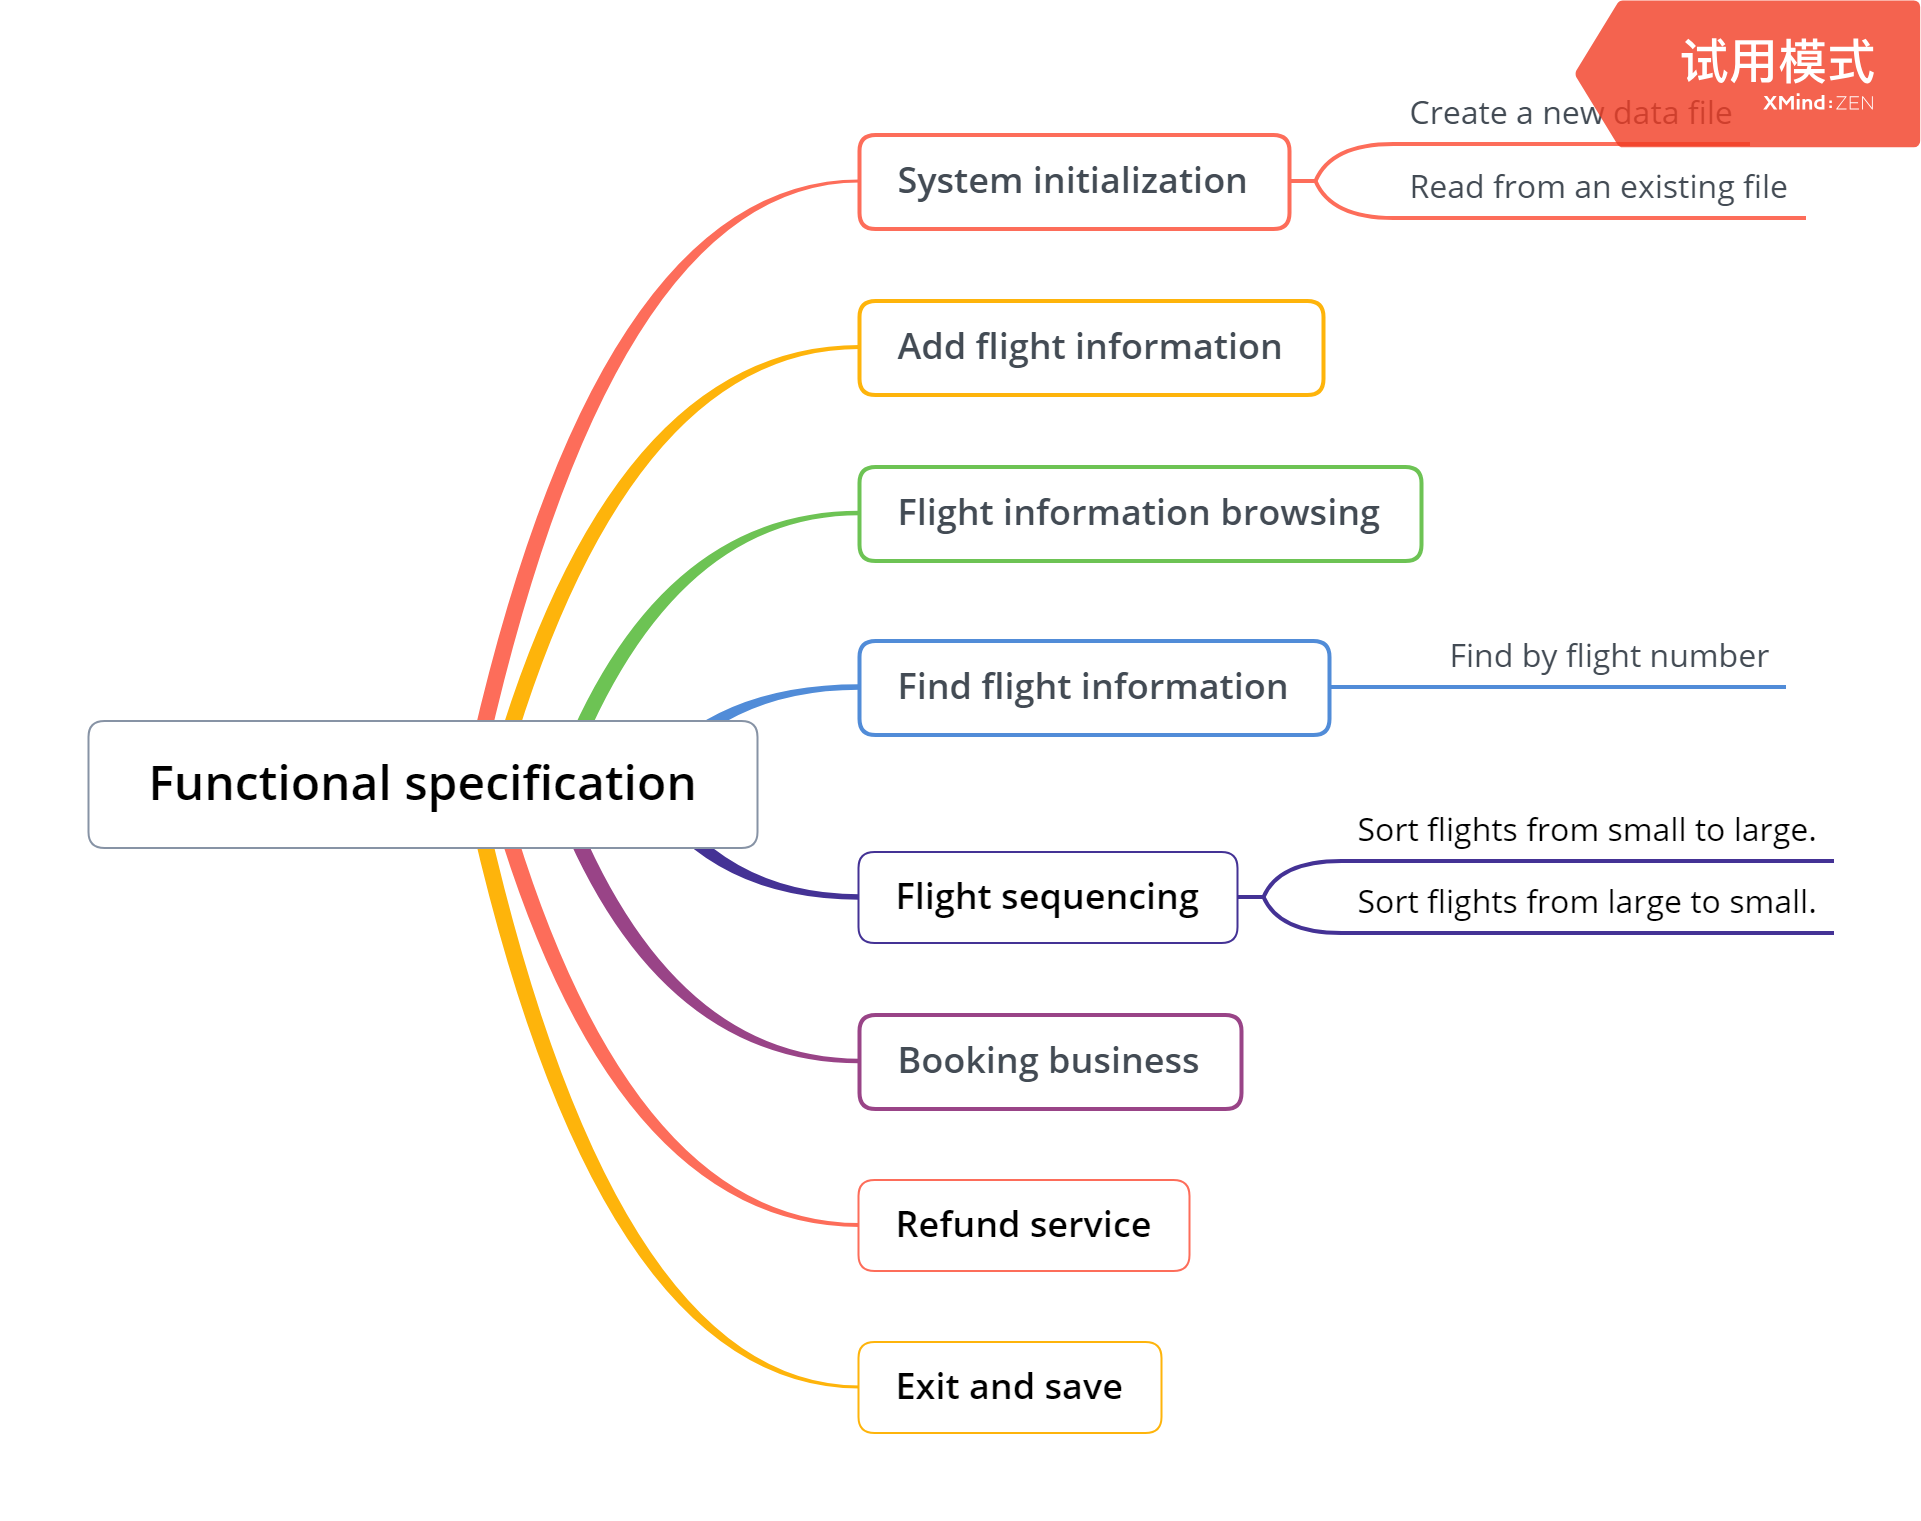 试用模式
XMind:ZEN
Create a new data file
System initialization
Read from an existing file
Add flight information
Flight information browsing
Find flight information
Find by flight number
Functional specification
Sort flights from small to large.
Flight sequencing
Sort flights from large to small.
Booking business
Refund service
Exit and save